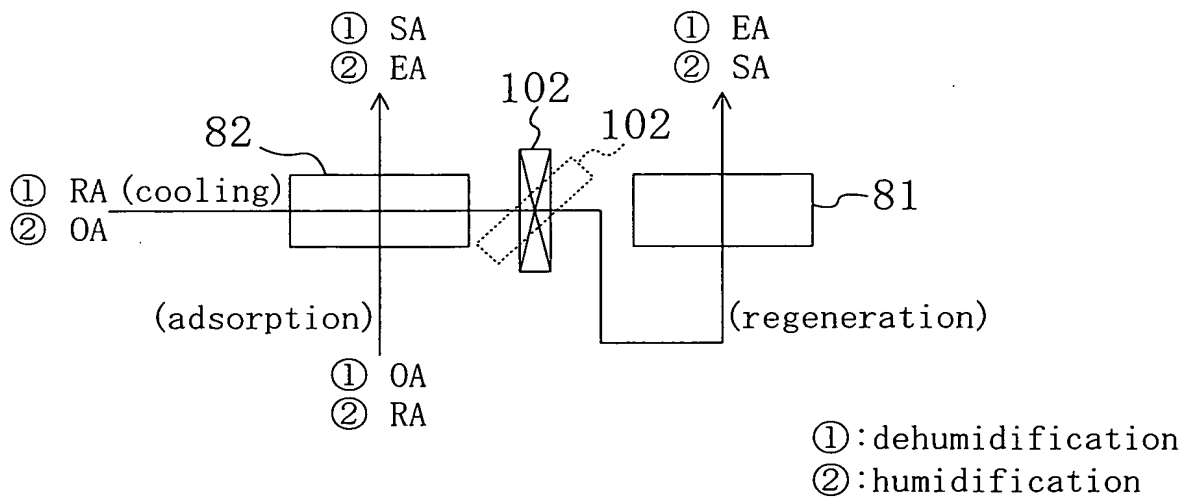 ① SA
② EA
① EA
② SA
102
102
82
① RA (cooling)
② OA
81
(adsorption)
(regeneration)
① OA
② RA
①:dehumidification
②:humidification